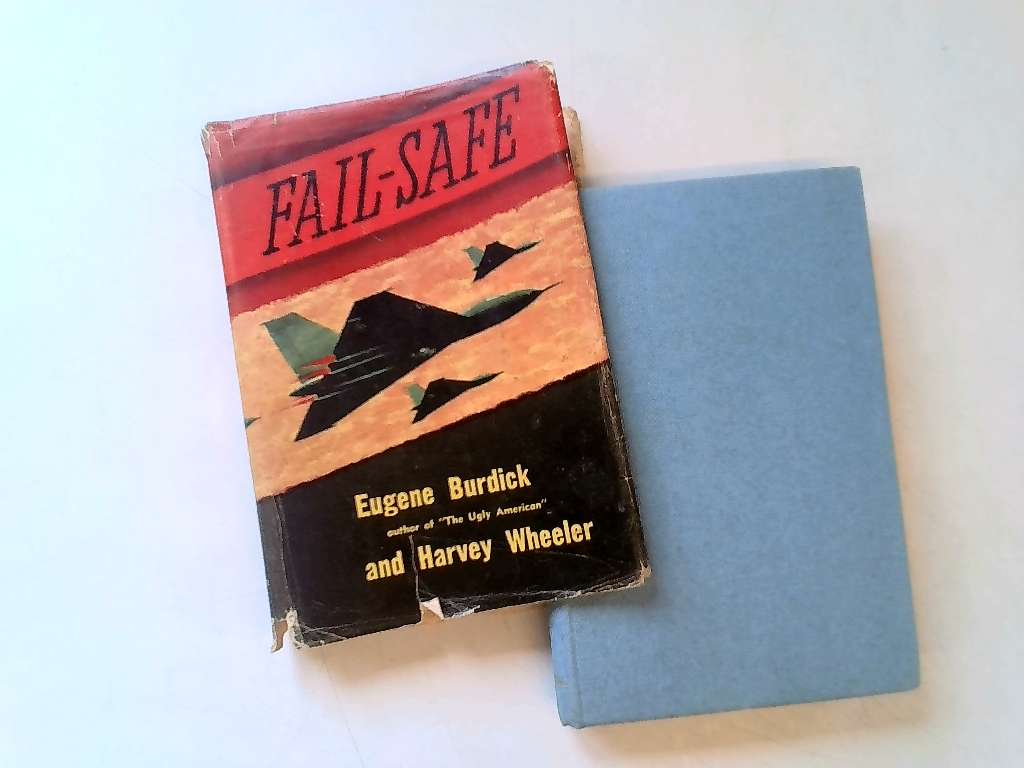 FAIL-SAFE
Eugene Burdick
author of "The Ugly American"
and Harvey Wheeler